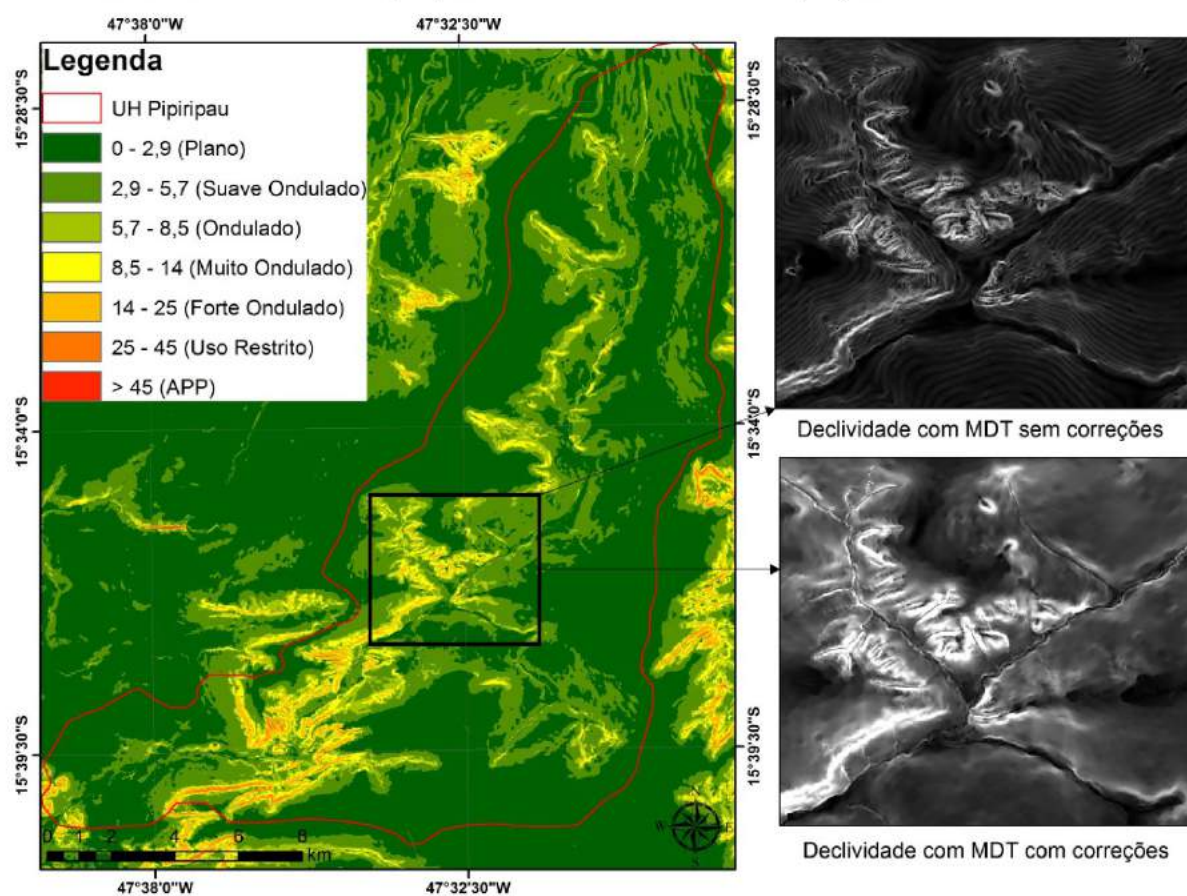 47°38'0"W
47°32'30"W
Legenda
UH Pipiripau
0 - 2,9 (Plano)
2,9 - 5,7 (Suave Ondulado)
5,7 - 8,5 (Ondulado)
8,5 - 14 (Muito Ondulado)
14 - 25 (Forte Ondulado)
25 - 45 (Uso Restrito)
> 45 (APP)
15°28'30"S
15°28'30"S
15°34'0"S
15°34'0"S
15°39'30"S
15°39'30"S
Declividade com MDT sem correções
Declividade com MDT com correções
N
W E
S
0 1 2 4 6 8
km
47°38'0"W
47°32'30"W